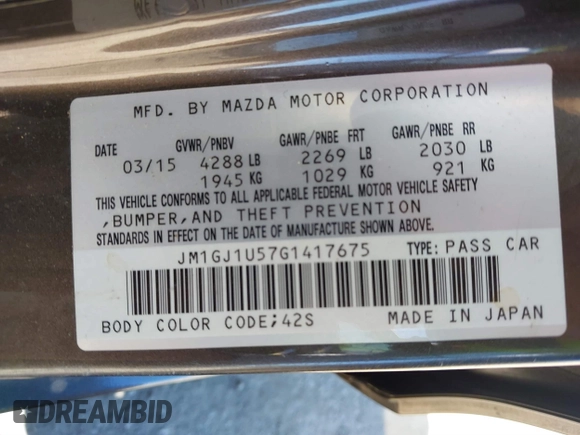 MFD. BY MAZDA MOTOR CORPORATION
DATE GVWR/PNBV GAWR/PNBE FRT GAWR/PNBE RR
03/15 4288 LB 2269 LB 2030 LB
1945 KG 1029 KG 921 KG
THIS VEHICLE CONFORMS TO ALL APPLICABLE FEDERAL MOTOR VEHICLE SAFETY
,BUMPER,AND THEFT PREVENTION
STANDARDS IN EFFECT ON THE DATE OF MANUFACTURE SHOWN ABOVE.
JM1GJ1U57G1417675 TYPE: PASS CAR
BODY COLOR CODE;42S MADE IN JAPAN
DREAMBID